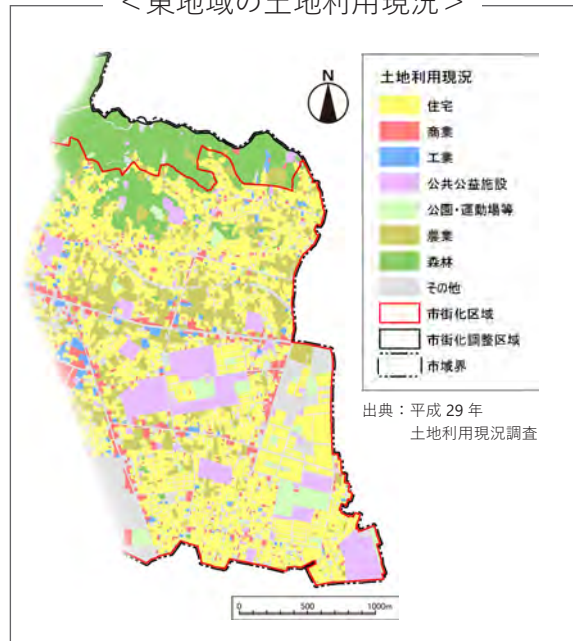 ＜東地域の土地利用現況＞
N
土地利用現況
住宅
商業
工業
公共公益施設
公園・運動場等
農業
森林
その他
市街化区域
市街化調整区域
市域界
出典：平成 29 年
土地利用現況調査
0 500 1000m